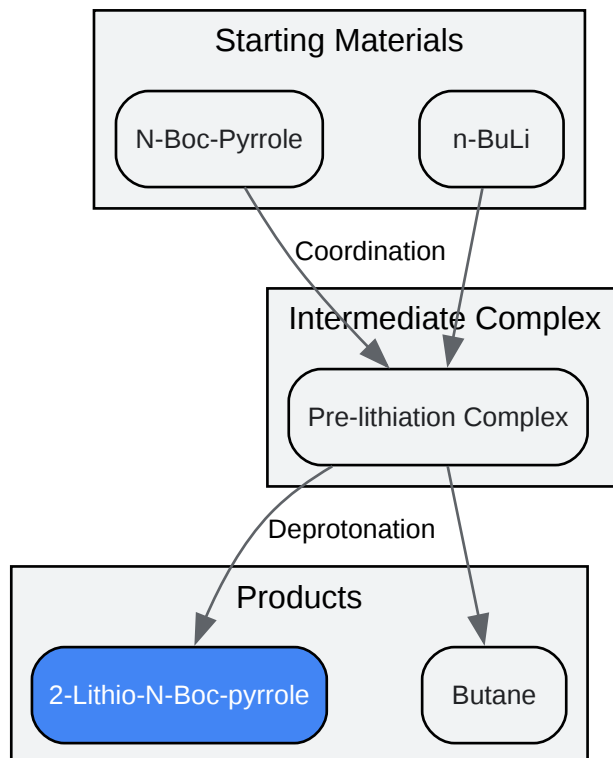 Starting Materials
N-Boc-Pyrrole
n-BuLi
Coordination
Intermediate Complex
Pre-lithiation Complex
Deprotonation
Products
2-Lithio-N-Boc-pyrrole
Butane